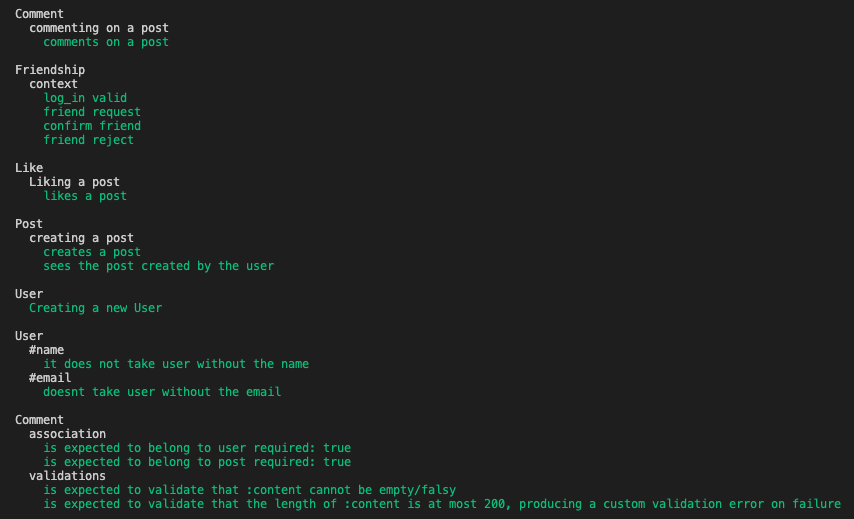 Comment
commenting on a post
comments on a post
Friendship
context
log_in valid
friend request
confirm friend
friend reject
Like
Liking a post
likes a post
Post
creating a post
creates a post
sees the post created by the user
User
Creating a new User
User
#name
it does not take user without the name
#email
doesnt take user without the email
Comment
association
is expected to belong to user required: true
is expected to belong to post required: true
validations
is expected to validate that :content cannot be empty/falsy
is expected to validate that the length of :content is at most 200, producing a custom validation error on failure